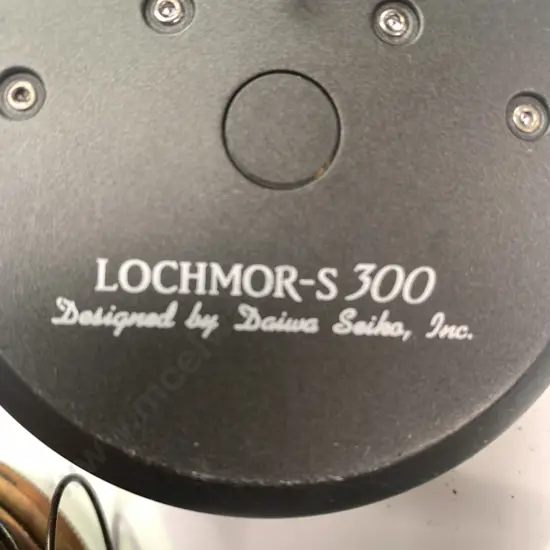 LOCHMOR-S 300
Designed by Daiwa Seiko, Inc.